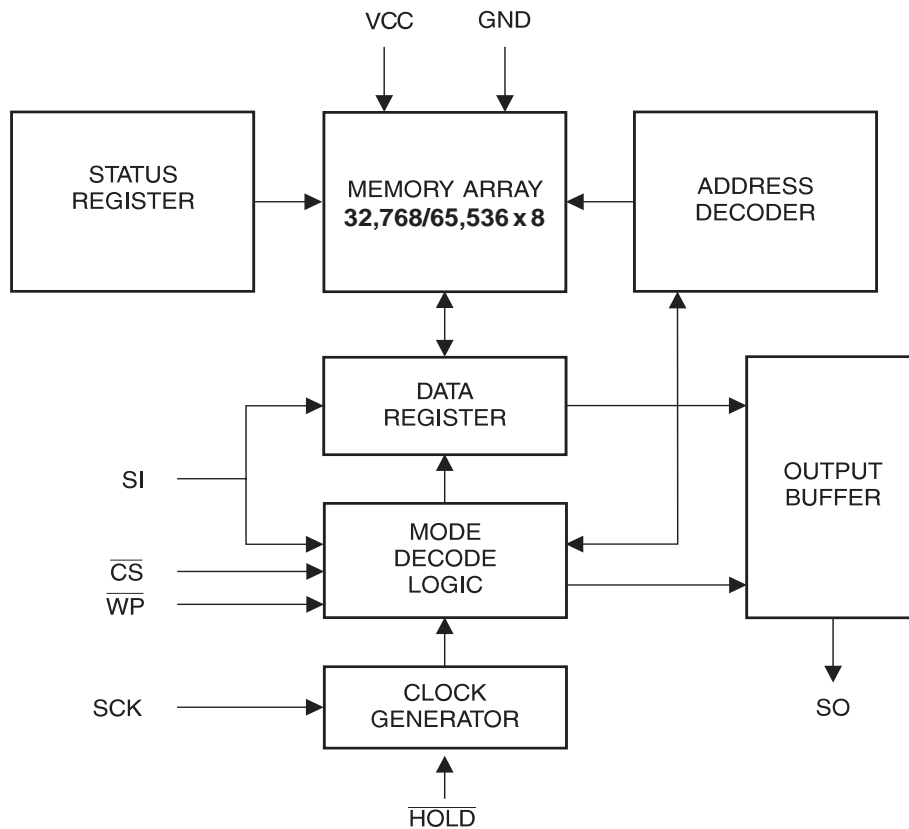 VCC
GND
STATUS
REGISTER
MEMORY ARRAY
32,768/65,536 x 8
ADDRESS
DECODER
DATA
REGISTER
OUTPUT
BUFFER
SI
MODE
DECODE
LOGIC
CS
WP
SCK
CLOCK
GENERATOR
SO
HOLD